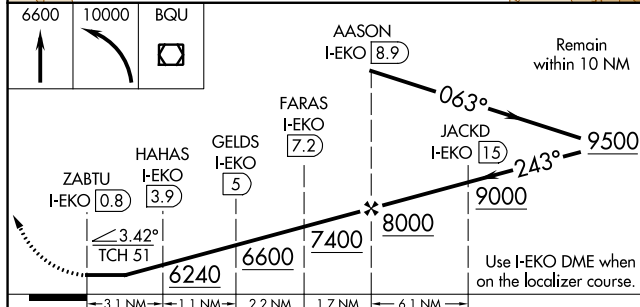 6600
10000
BQU
AASON
I-EKO 8.9
Remain
within 10 NM
063°
FARAS
I-EKO
7.2
JACKD
I-EKO 15
9500
243°
GELDS
I-EKO
5
HAHAS
I-EKO
3.9
ZABTU
I-EKO 0.8
9000
8000
7400
6600
6240
3.42°
TCH 51
Use I-EKO DME when
on the localizer course.
3.1 NM
1.1 NM
2.2 NM
1.7 NM
6.1 NM